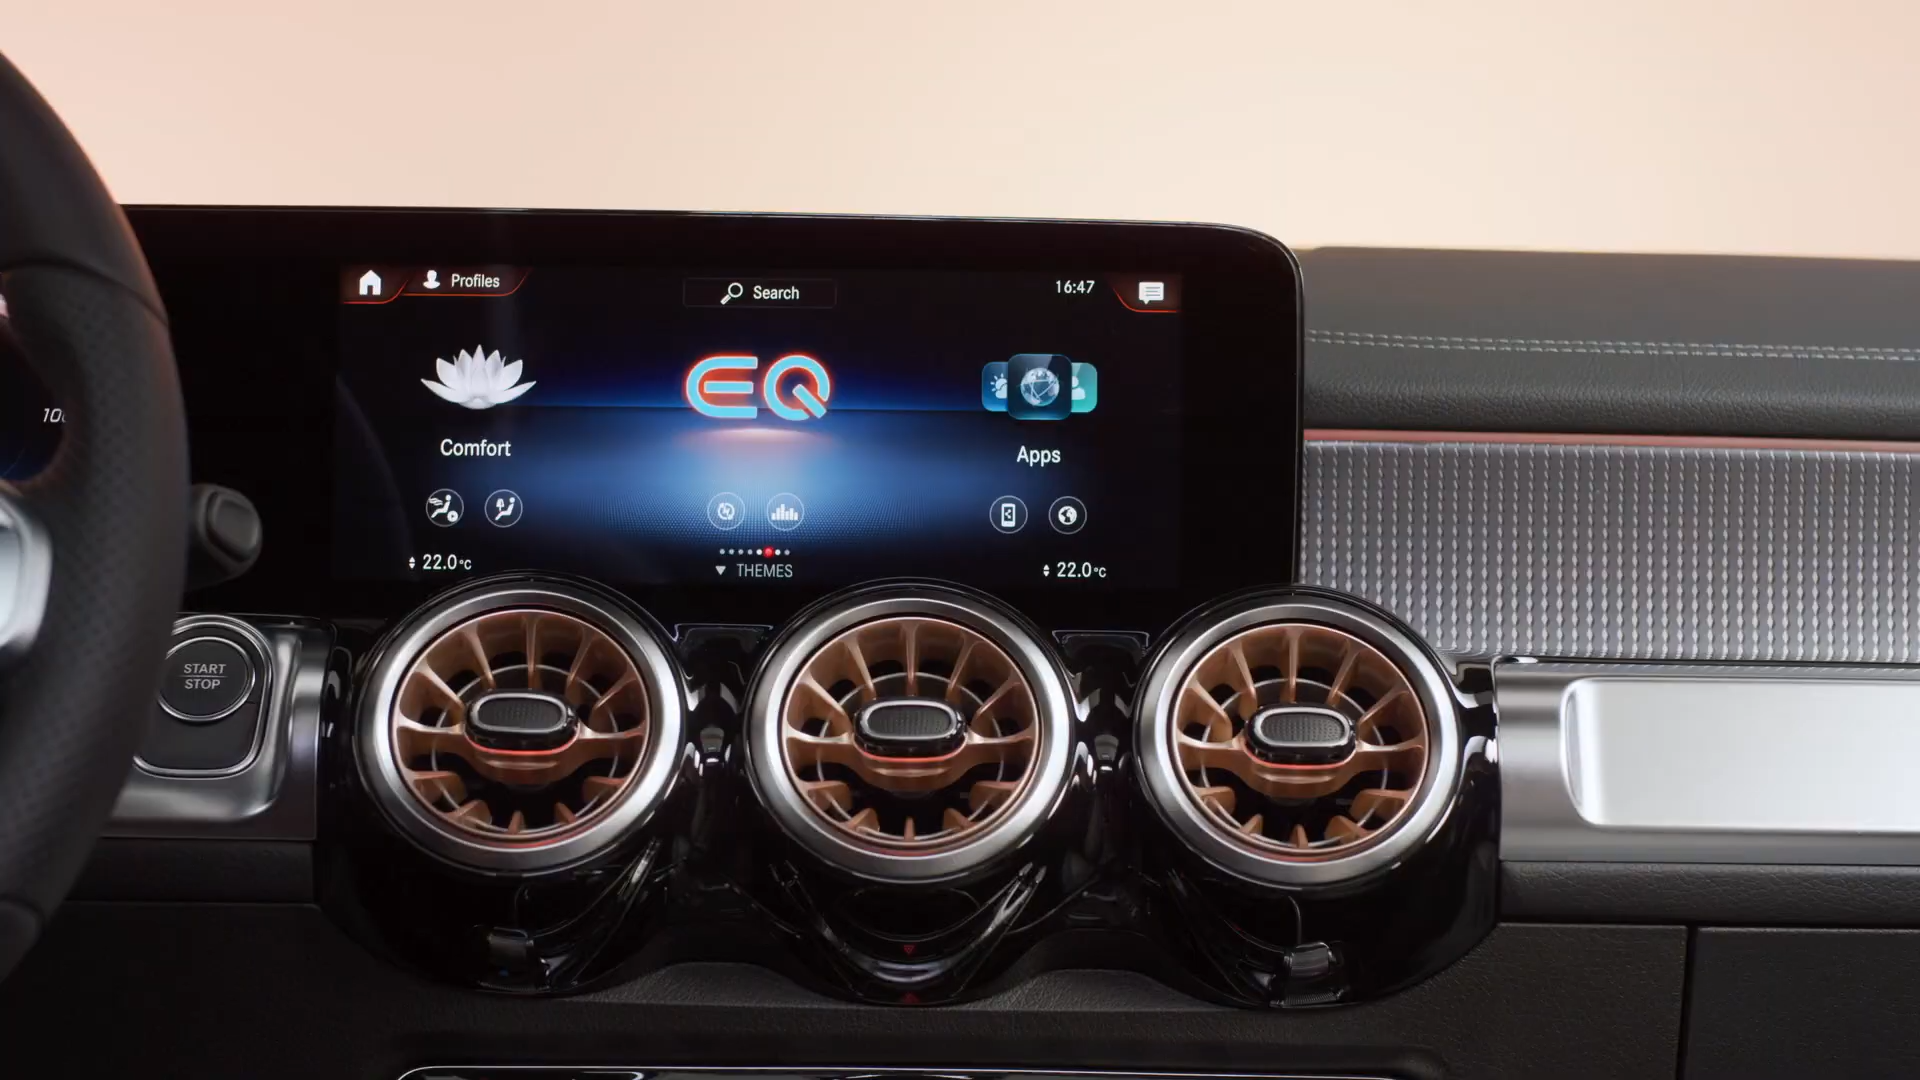 Profiles
Search
16:47
EQ
Comfort
Apps
22.0°C
THEMES
22.0°C
START
STOP